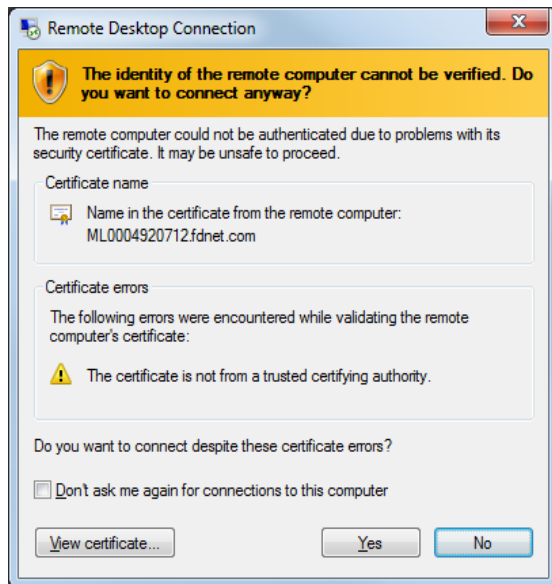 Remote Desktop Connection
The identity of the remote computer cannot be verified. Do
you want to connect anyway?
The remote computer could not be authenticated due to problems with its
security certificate. It may be unsafe to proceed.
Certificate name
Name in the certificate from the remote computer:
ML0004920712.fdnet.com
Certificate errors
The following errors were encountered while validating the remote
computer's certificate:
The certificate is not from a trusted certifying authority.
Do you want to connect despite these certificate errors?
Don't ask me again for connections to this computer
View certificate...
Yes
No